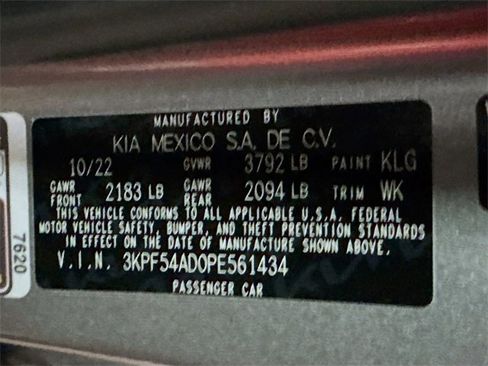 MANUFACTURED BY
KIA MEXICO S.A. DE C.V.
10/22 GVWR 3792 LB PAINT KLG
GAWR FRONT 2183 LB GAWR REAR 2094 LB TRIM WK
THIS VEHICLE CONFORMS TO ALL APPLICABLE U.S.A. FEDERAL
MOTOR VEHICLE SAFETY, BUMPER, AND THEFT PREVENTION STANDARDS
IN EFFECT ON THE DATE OF MANUFACTURE SHOWN ABOVE.
V.I.N. 3KPF54AD0PE561434
PASSENGER CAR
7620